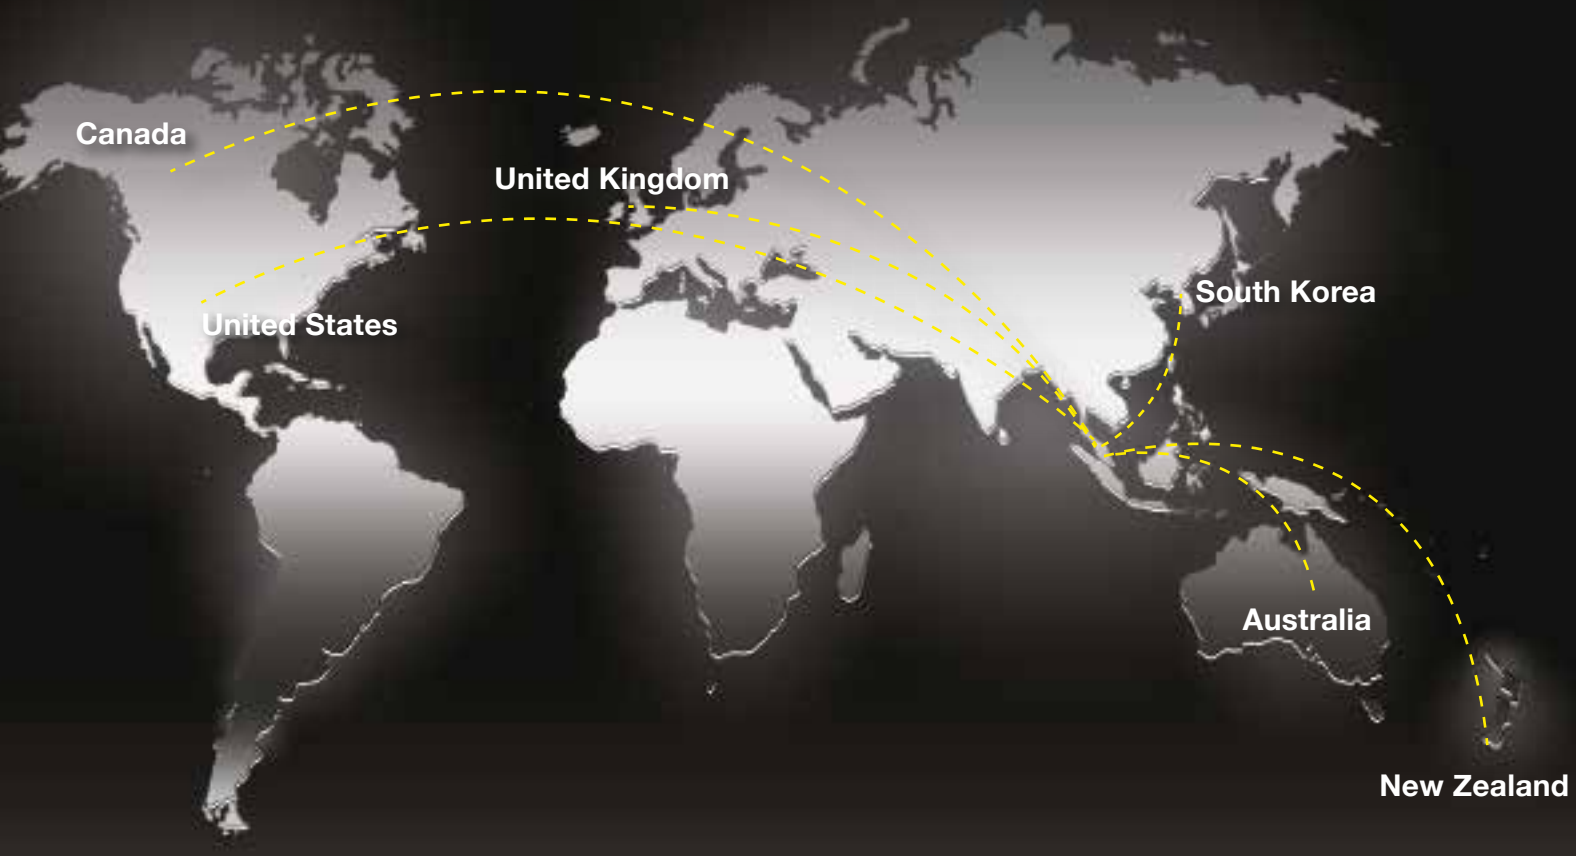 Canada
United Kingdom
South Korea
United States
Australia
New Zealand